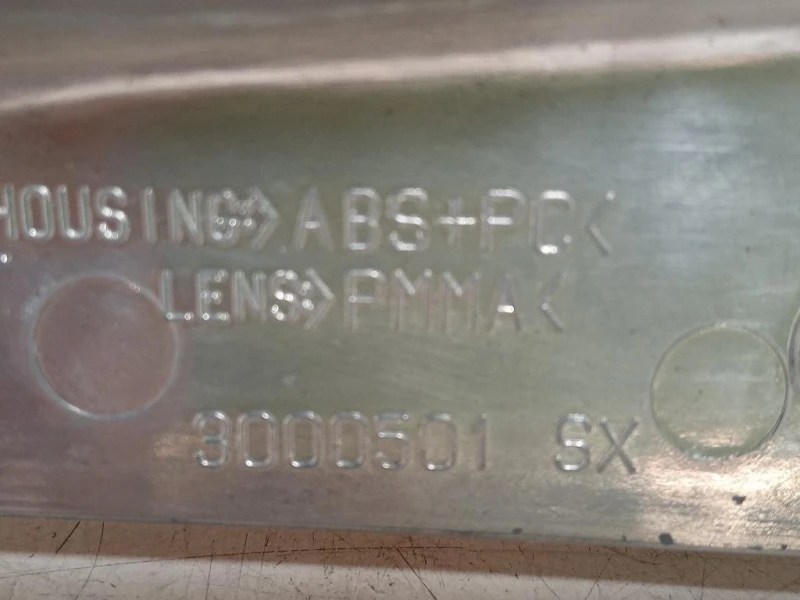 HOUSING>ABS+PC<
LENS>PMMA<
3000501 SX